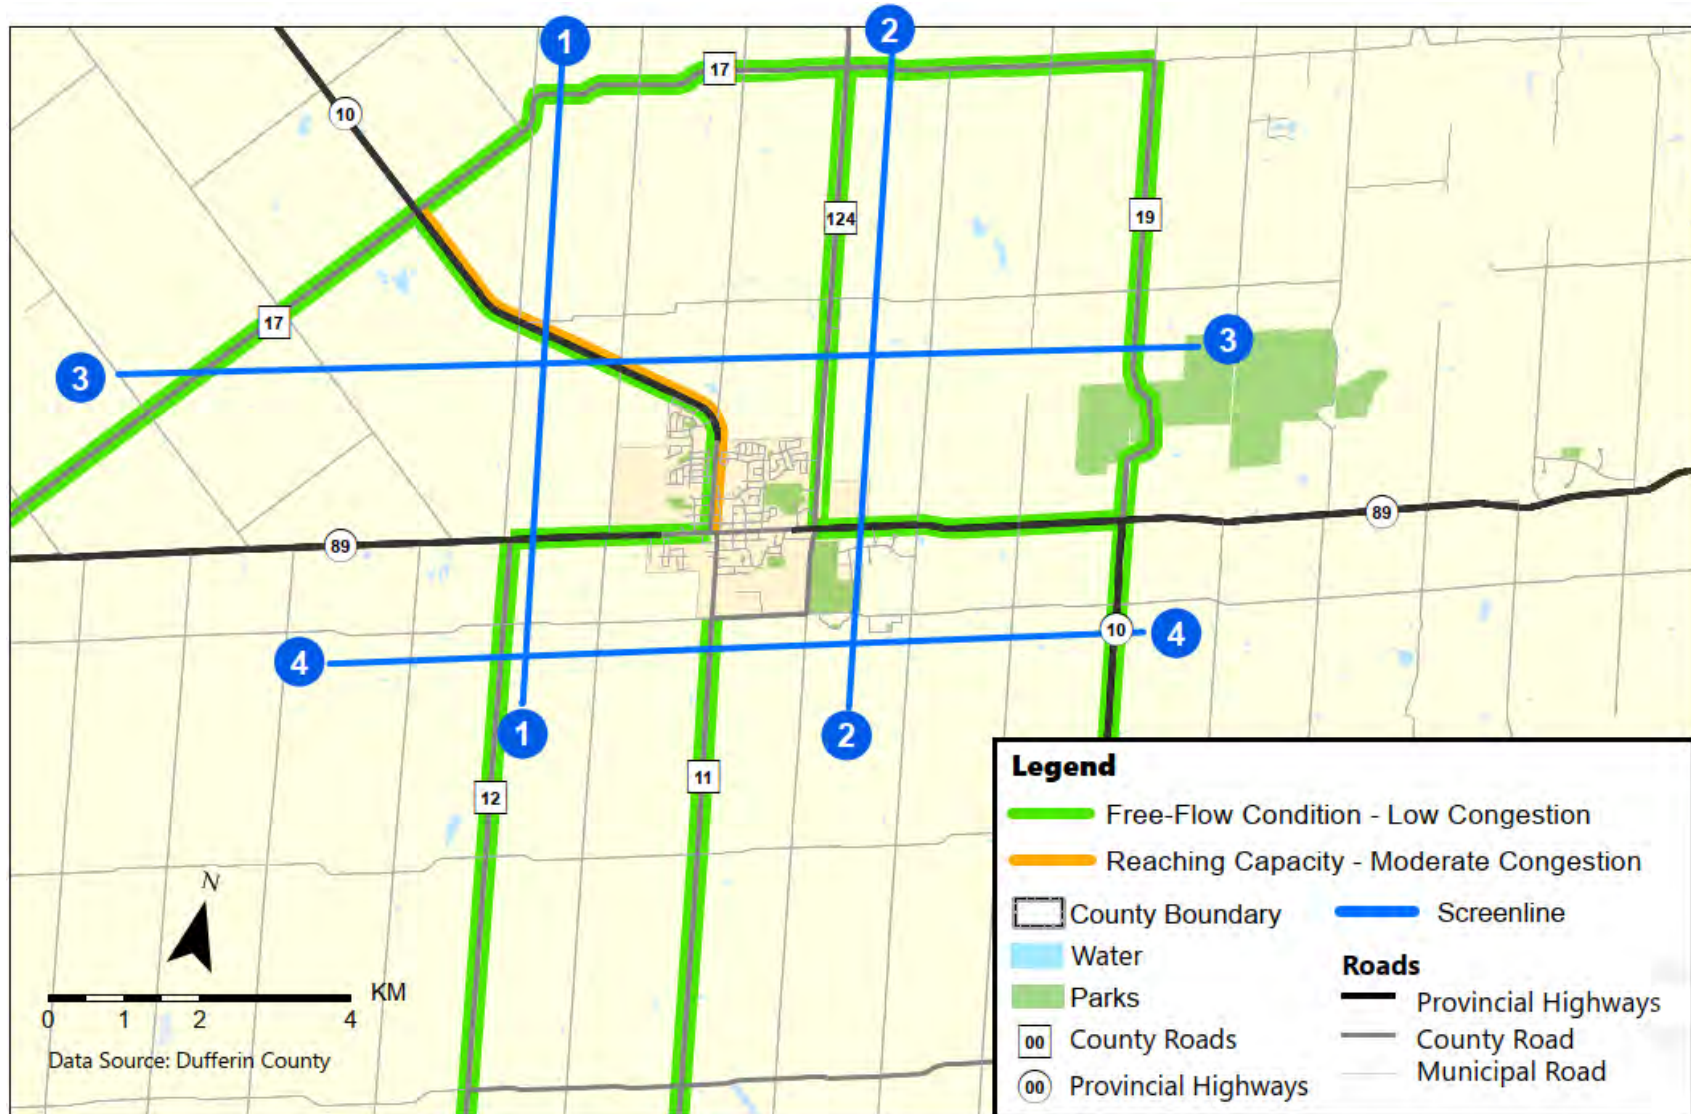 1
2
17
10
124
19
17
3
3
89
89
10
4
4
1
2
11
12
Legend
Free-Flow Condition - Low Congestion
Reaching Capacity - Moderate Congestion
County Boundary
Screenline
Water
Roads
Parks
Provincial Highways
00 County Roads
County Road
00 Provincial Highways
Municipal Road
N
KM
0 1 2 4
Data Source: Dufferin County